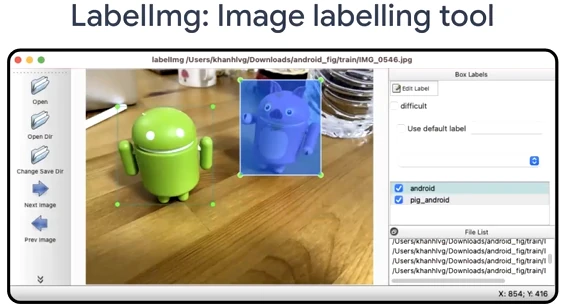 LabelImg: Image labelling tool
labelImg /Users/khanhlvg/Downloads/android_fig/train/IMG_0546.jpg
Open
Open Dir
Change Save Dir
Next Image
Prev Image
Box Labels
Edit Label
difficult
Use default label
android
pig_android
File List
/Users/khanhlvg/Downloads/android_fig/train/I
/Users/khanhlvg/Downloads/android_fig/train/I
/Users/khanhlvg/Downloads/android_fig/train/I
/Users/khanhlvg/Downloads/android_fig/train/I
X: 854; Y: 416